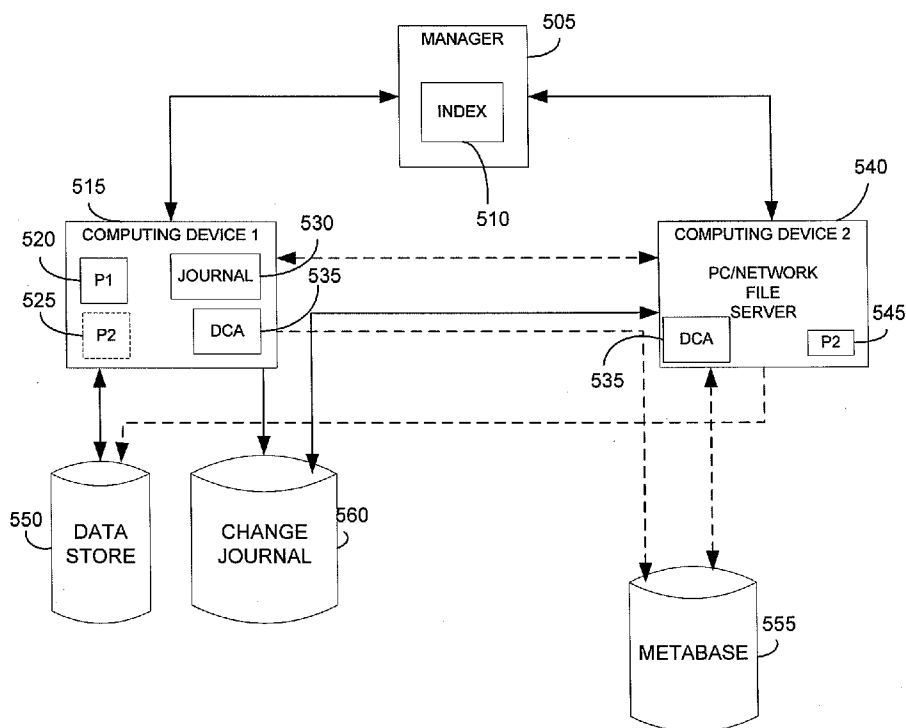 505
MANAGER
INDEX
510
515
540
COMPUTING DEVICE 1
530
COMPUTING DEVICE 2
520
P1
JOURNAL
PC/NETWORK
FILE
SERVER
525
535
P2
DCA
545
DCA
P2
535
550
DATA
STORE
CHANGE
JOURNAL
560
METABASE
555